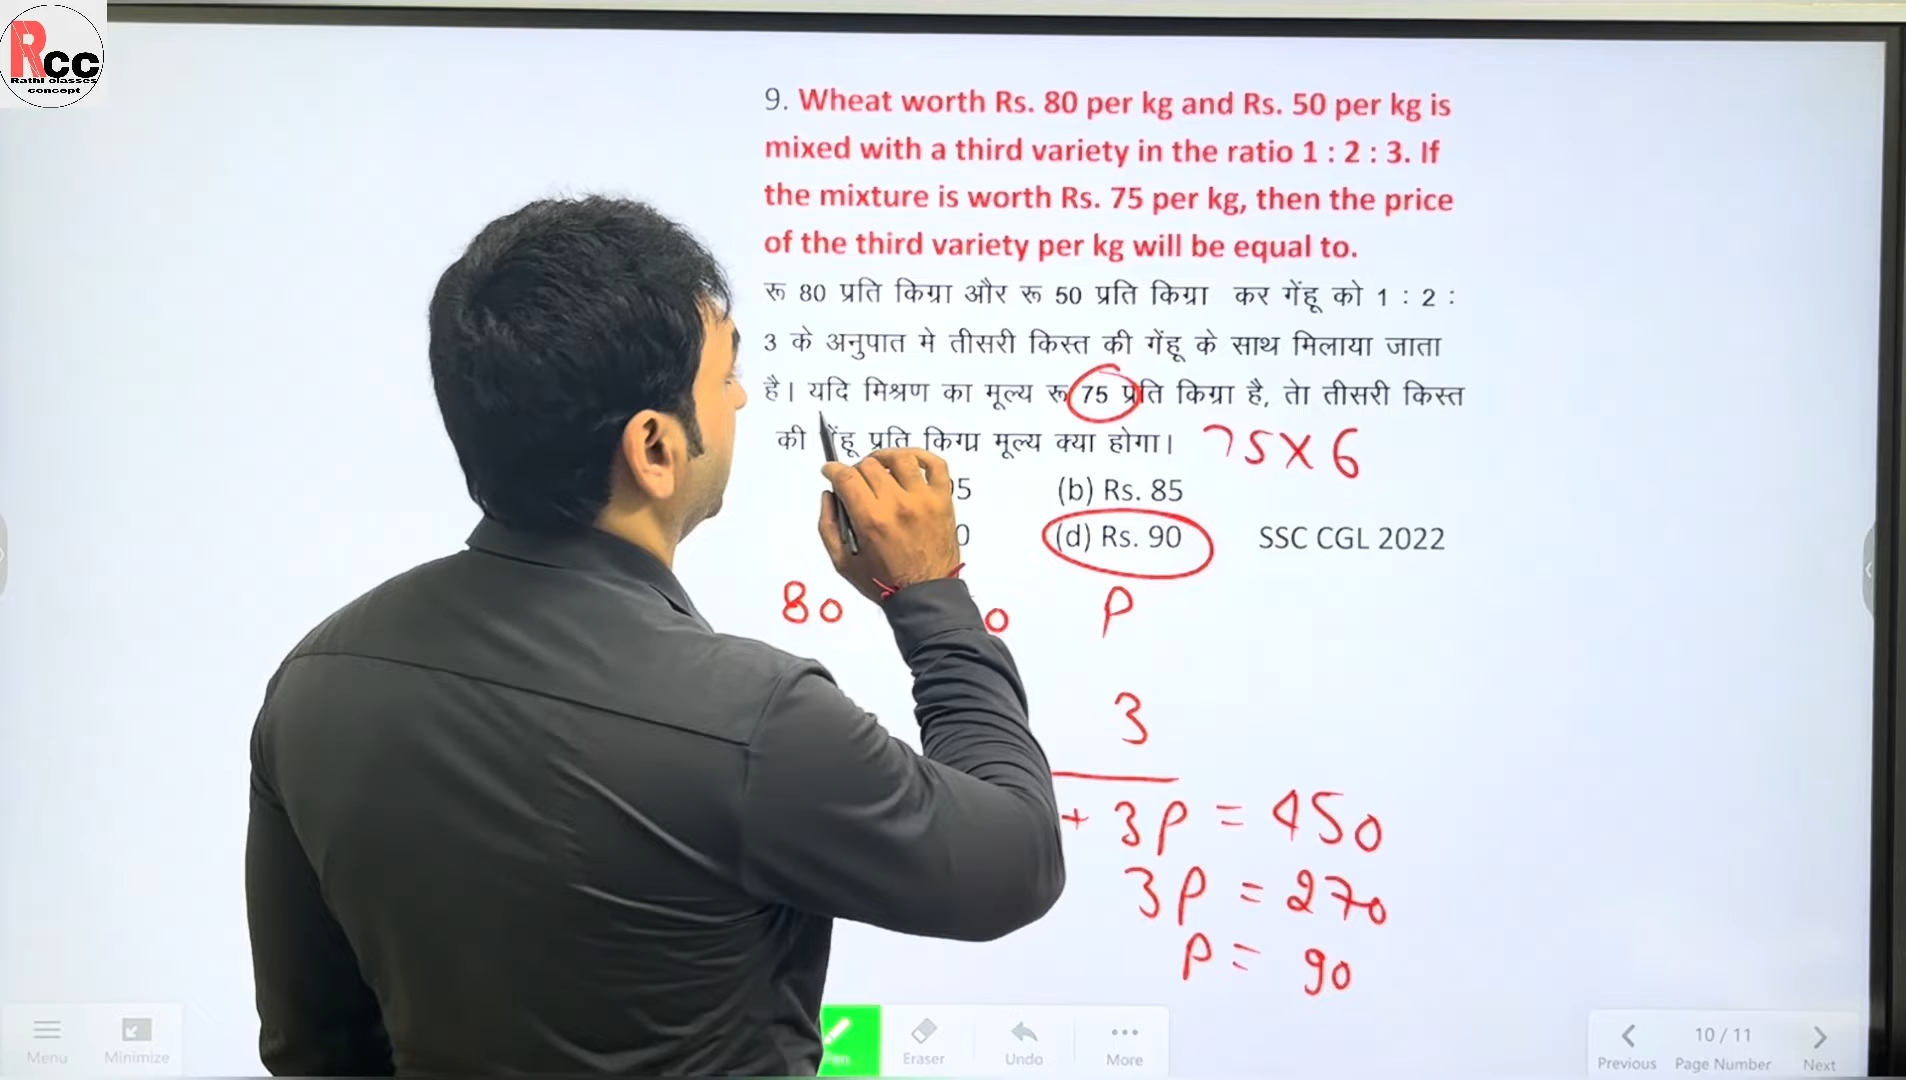 Rcc
Rathi classes
concept
9. Wheat worth Rs. 80 per kg and Rs. 50 per kg is
mixed with a third variety in the ratio 1 : 2 : 3. If
the mixture is worth Rs. 75 per kg, then the price
of the third variety per kg will be equal to.
रू 80 प्रति किग्रा और रू 50 प्रति किग्रा कर गेंहू को 1 : 2 :
3 के अनुपात मे तीसरी किस्त की गेंहू के साथ मिलाया जाता
है। यदि मिश्रण का मूल्य रू 75 प्रति किग्रा है, तेा तीसरी किस्त
की प्रति किग्रा मूल्य क्या होगा। 75 × 6
(b) Rs. 85
(d) Rs. 90 SSC CGL 2022
80 P
3
+ 3P = 450
3P = 270
P = 90
Menu Minimize Eraser Undo More
10 / 11
Previous Page Number Next